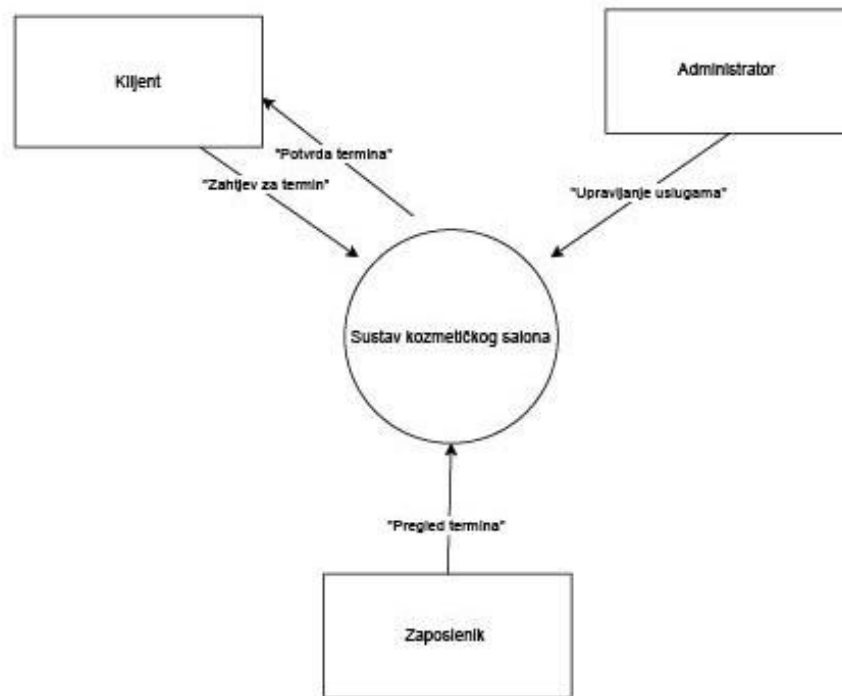 Klijent
Administrator
"Potvrda termina"
"Zahtjev za termin"
"Upravljanje uslugama"
Sustav kozmetičkog salona
"Pregled termina"
Zaposlenik